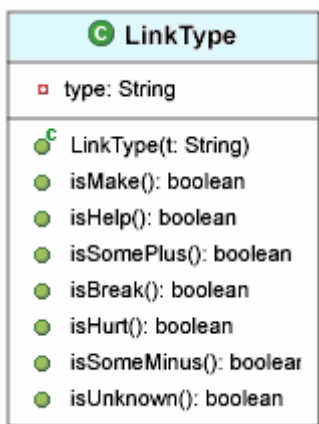 C LinkType
type: String
C LinkType(t: String)
isMake(): boolean
isHelp(): boolean
isSomePlus(): boolean
isBreak(): boolean
isHurt(): boolean
isSomeMinus(): boolear
isUnknown(): boolean